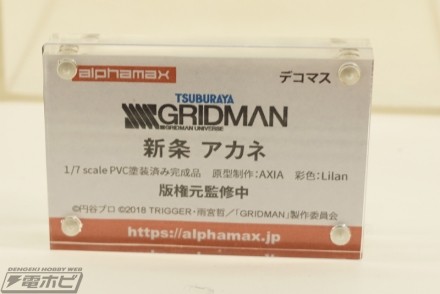 alphamax
デコマス
TSUBURAYA
GRIDMAN
GRIDMAN UNIVERSE
新条 アカネ
1/7 scale PVC塗装済み完成品 原型制作:AXIA 彩色:Lilan
版権元監修中
©円谷プロ ©2018 TRIGGER・雨宮哲/「GRIDMAN」製作委員会
https://alphamax.jp
DENGEKI HOBBY WEB
電ホビ